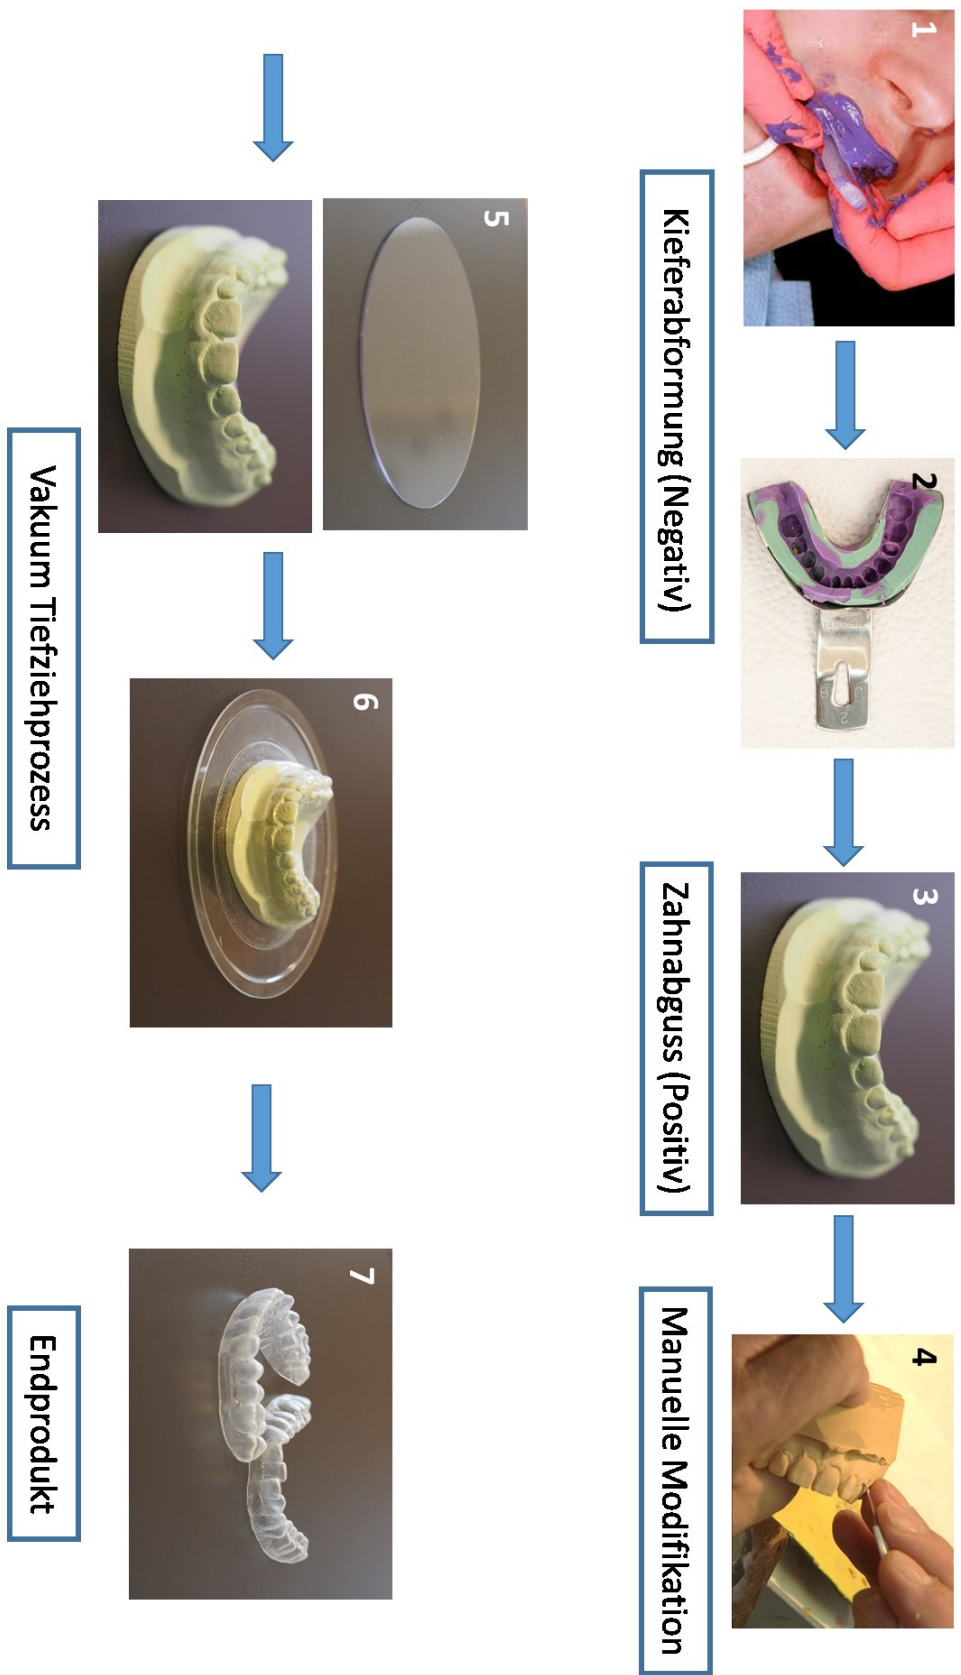 1
2
3
4
Kieferabformung (Negativ)
Zahnabguss (Positiv)
Manuelle Modifikation
5
6
7
Vakuum Tiefziehprozess
Endprodukt